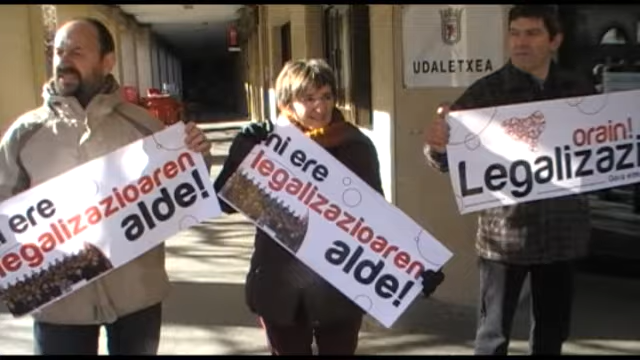 UDALETXEA
ni ere
legalizazioaren
alde!
ni ere
legalizazioaren
alde!
orain!
Legalizazi